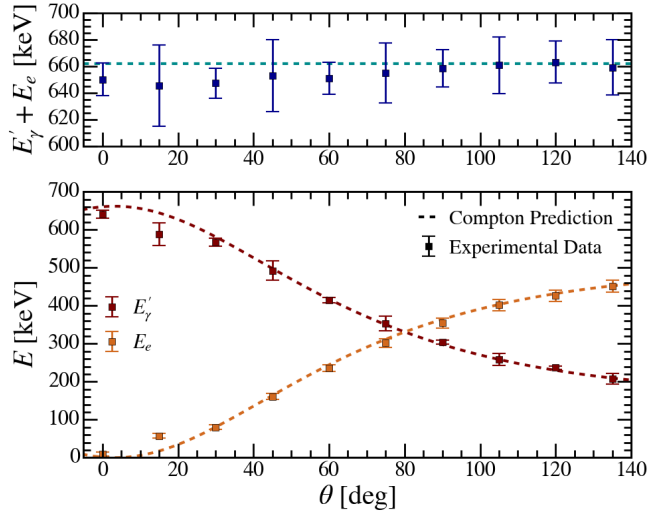 700
680
660
640
620
600
E'γ + Ee [keV]
0 20 40 60 80 100 120 140
700
600
500
400
300
200
100
0
E [keV]
Compton Prediction
Experimental Data
E'γ
Ee
0 20 40 60 80 100 120 140
θ [deg]